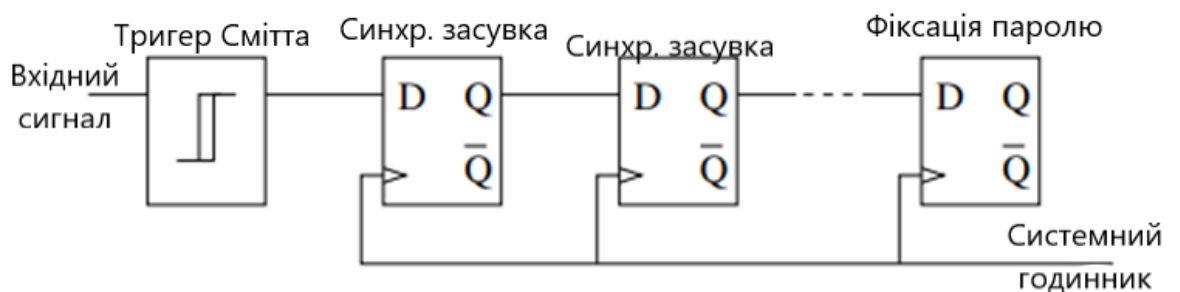 Тригер Смітта
Синхр. засувка
Синхр. засувка
Фіксація паролю
Вхідний
сигнал
D Q
Q̅
D Q
Q̅
D Q
Q̅
Системний
годинник